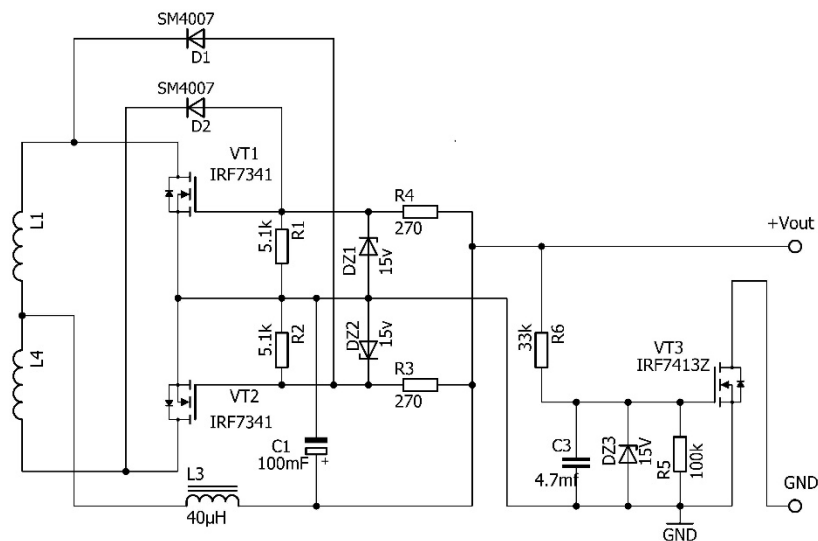 SM4007
D1
SM4007
D2
VT1
IRF7341
R4
270
+Vout
L1
5.1k
R1
DZ1
15v
5.1k
R2
DZ2
15v
33k
R6
VT3
IRF7413Z
L4
R3
270
VT2
IRF7341
C1
100mF
+
C3
4.7mf
DZ3
15V
R5
100k
L3
40µH
GND
GND